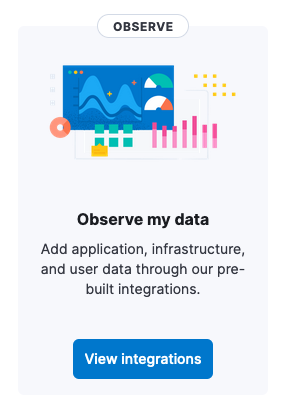 OBSERVE
Observe my data
Add application, infrastructure,
and user data through our pre-
built integrations.
View integrations